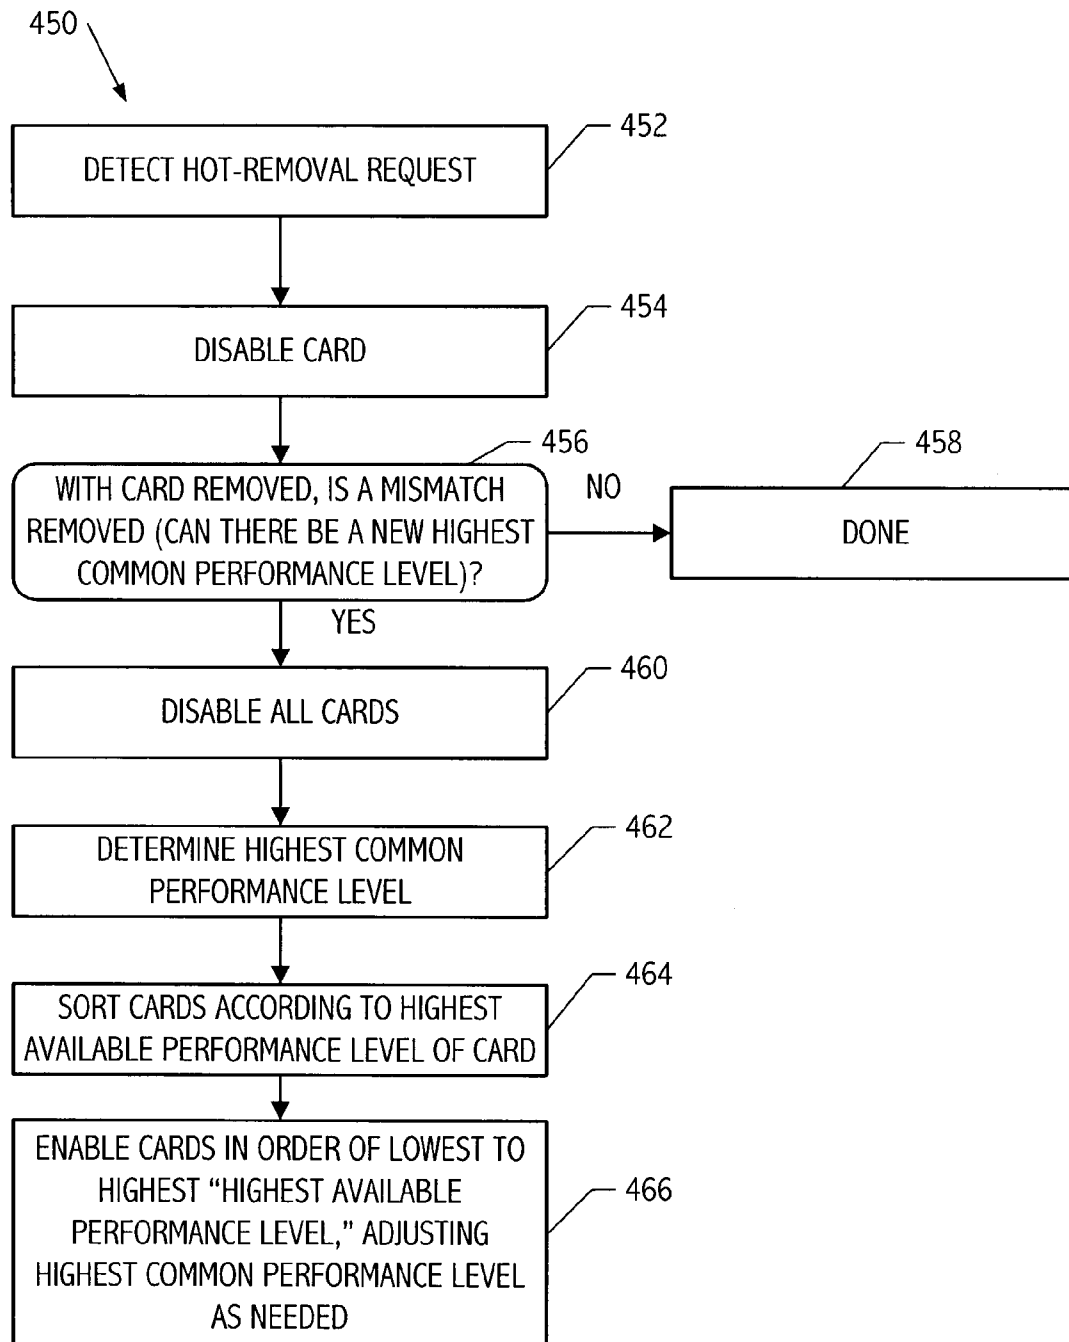 450
DETECT HOT-REMOVAL REQUEST
452
DISABLE CARD
454
WITH CARD REMOVED, IS A MISMATCH
REMOVED (CAN THERE BE A NEW HIGHEST
COMMON PERFORMANCE LEVEL)?
456
NO
DONE
458
YES
DISABLE ALL CARDS
460
DETERMINE HIGHEST COMMON
PERFORMANCE LEVEL
462
SORT CARDS ACCORDING TO HIGHEST
AVAILABLE PERFORMANCE LEVEL OF CARD
464
ENABLE CARDS IN ORDER OF LOWEST TO
HIGHEST “HIGHEST AVAILABLE
PERFORMANCE LEVEL,” ADJUSTING
HIGHEST COMMON PERFORMANCE LEVEL
AS NEEDED
466